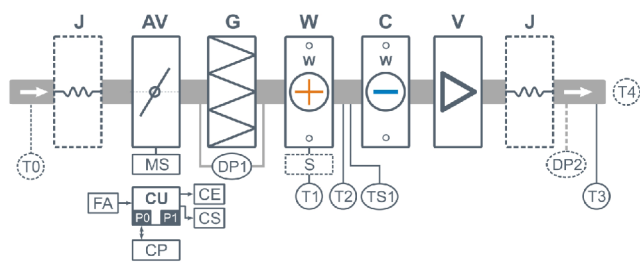 J AV G W C V J
W W
T4
MS DP1 S DP2
T0 T1 T2 TS1 T3
CU CE
FA
P0 P1 CS
CP